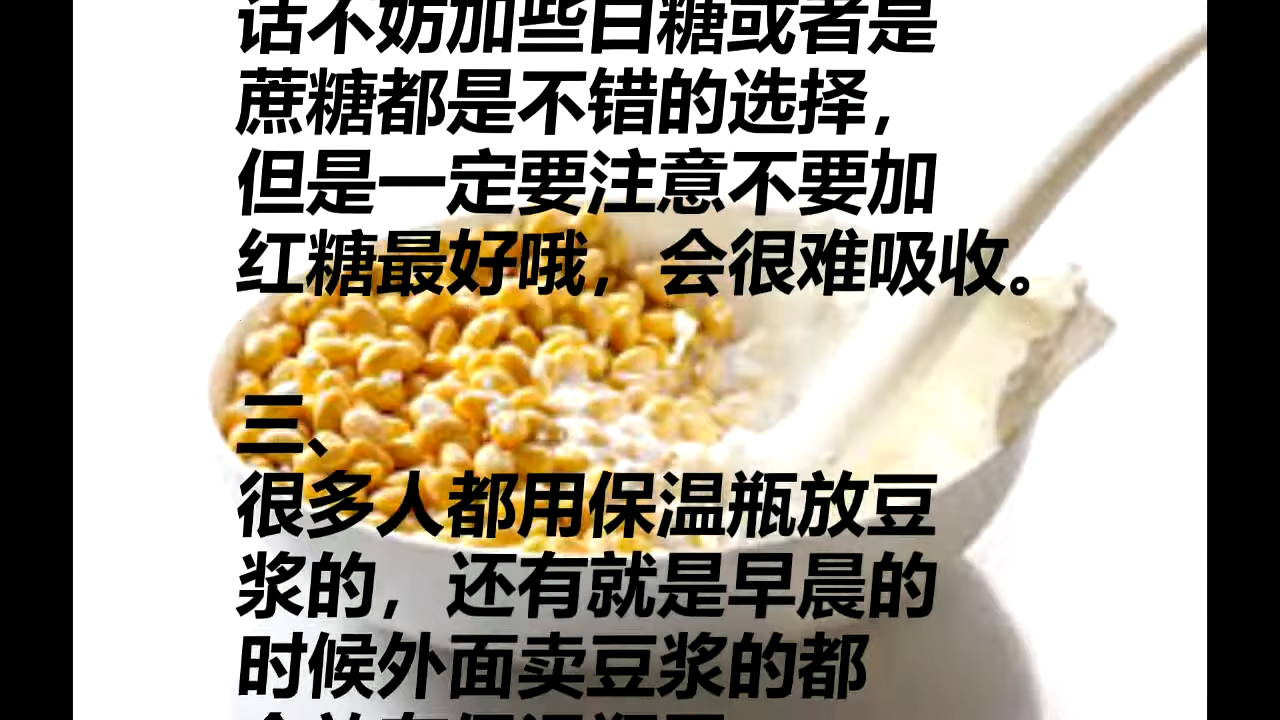 话不妨加些白糖或者是
蔗糖都是不错的选择，
但是一定要注意不要加
红糖最好哦，会很难吸收。
三、
很多人都用保温瓶放豆
浆的，还有就是早晨的
时候外面卖豆浆的都